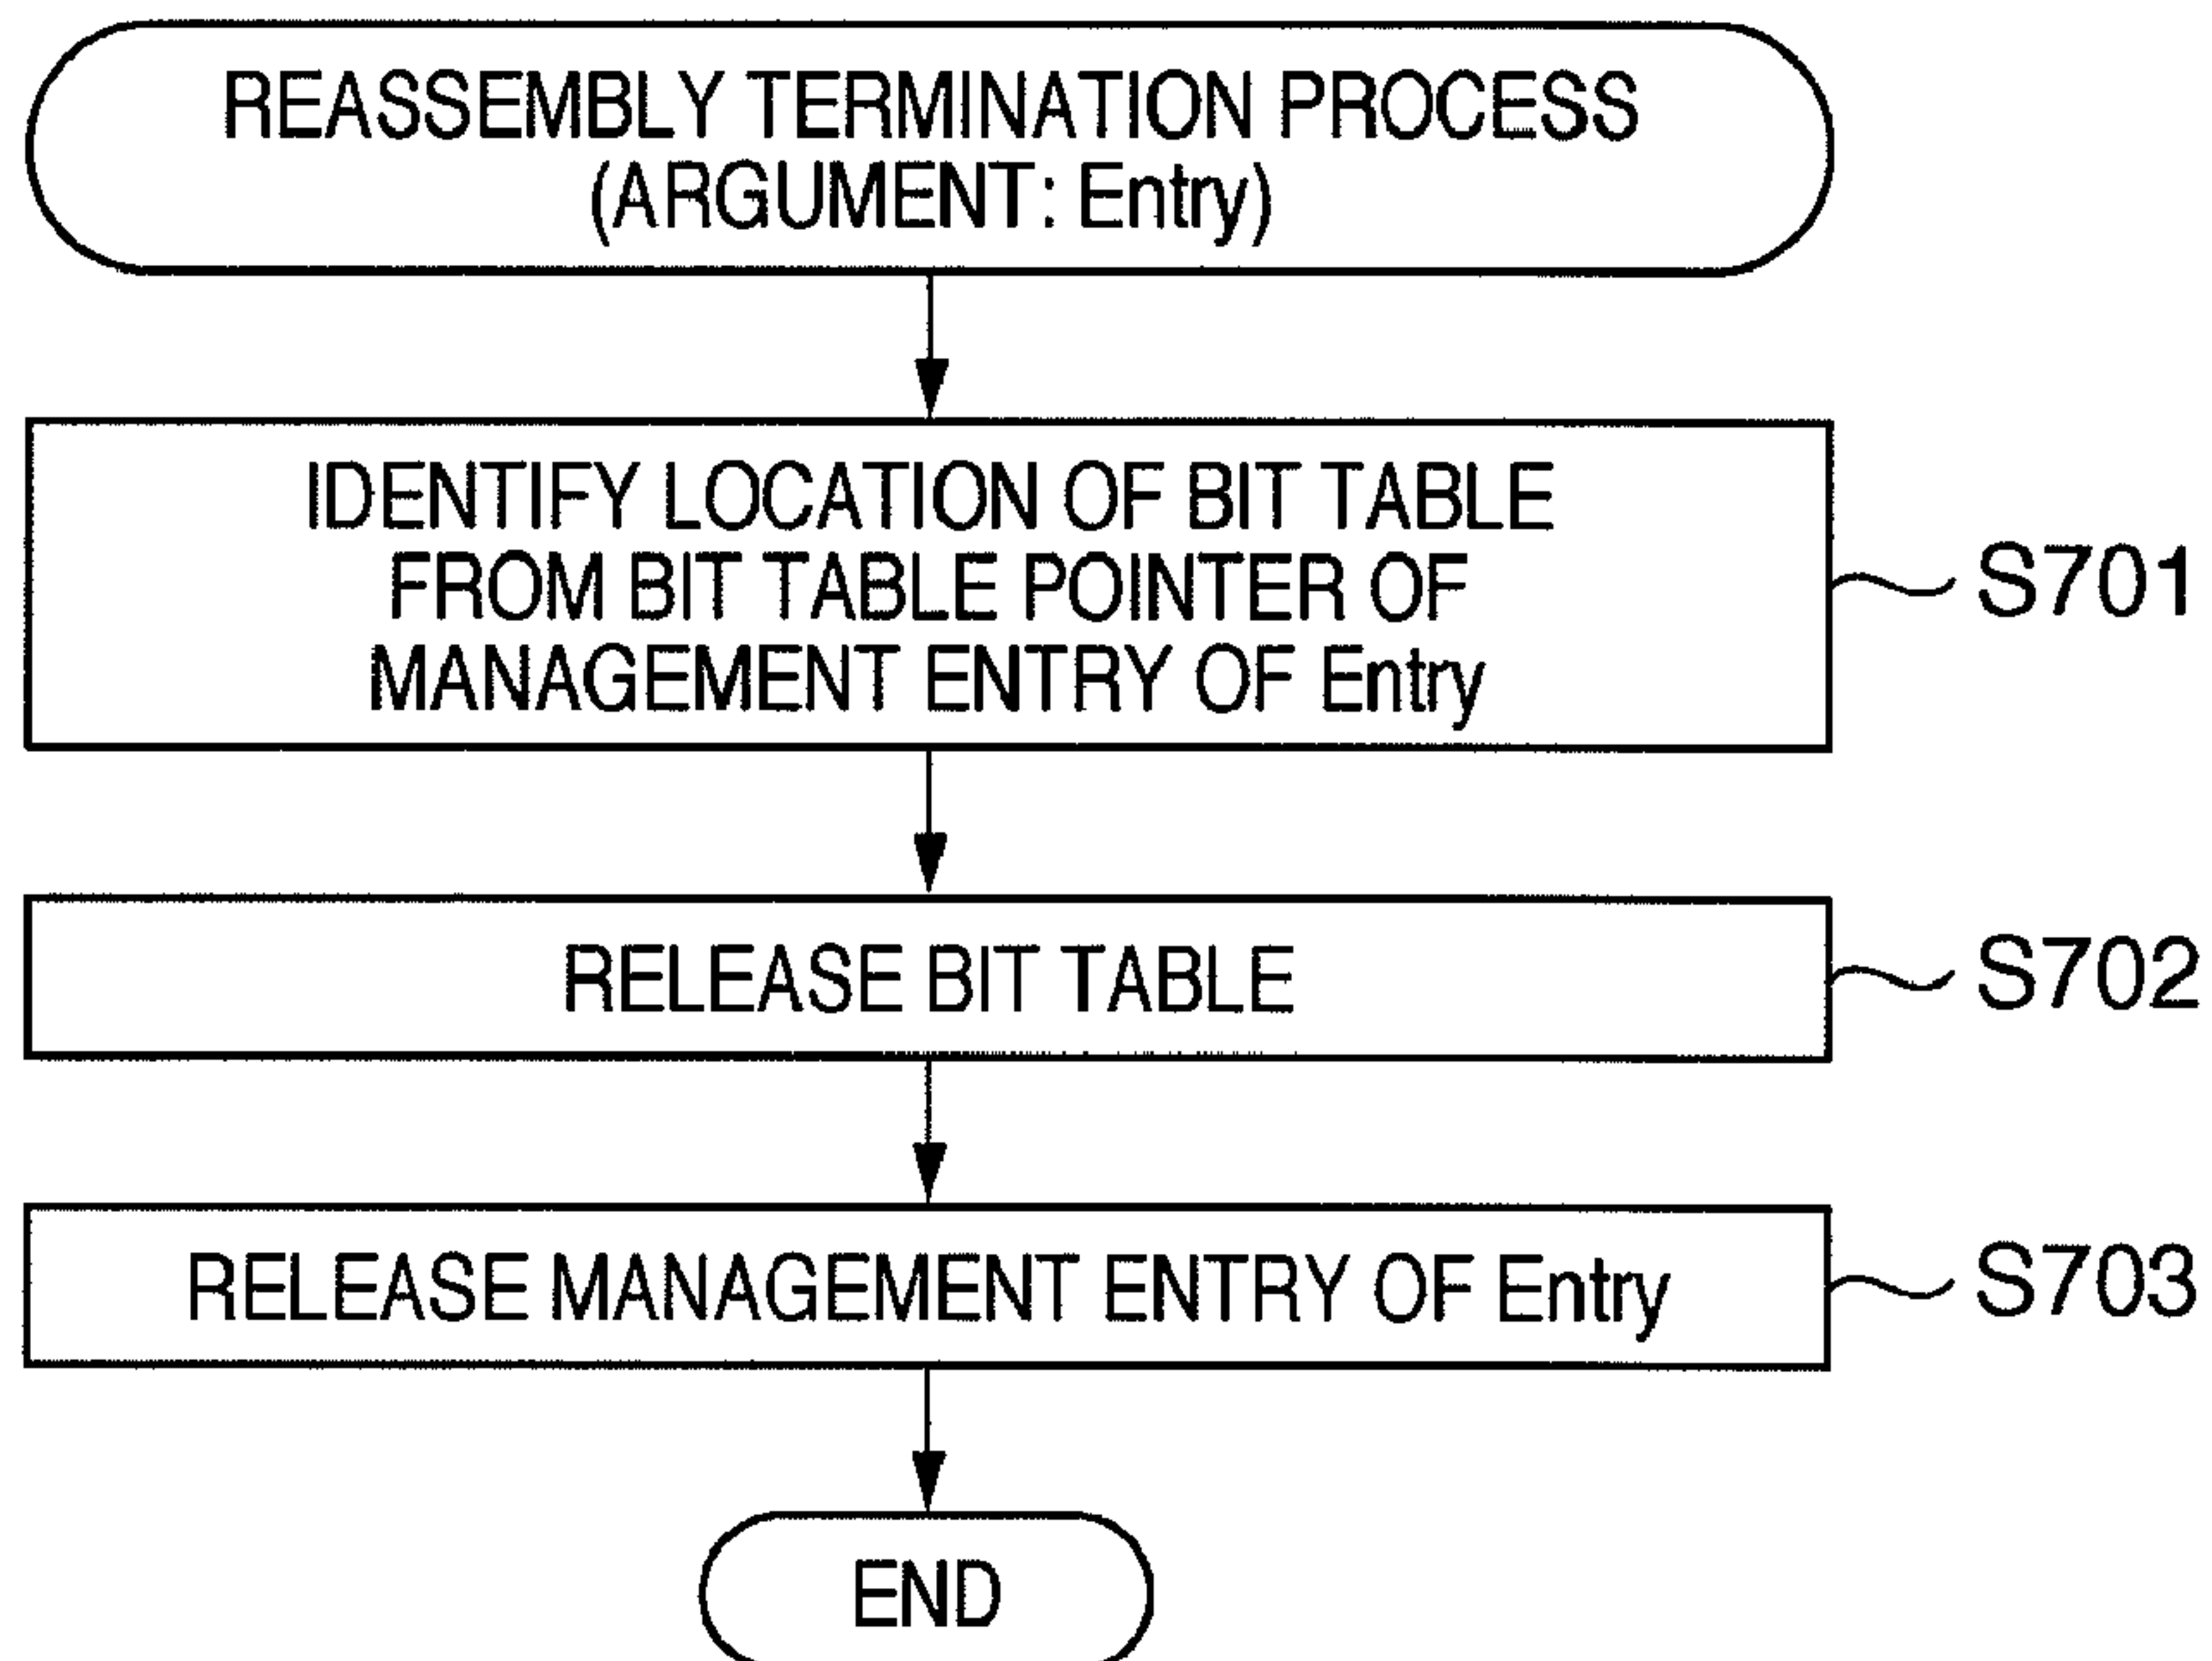 REASSEMBLY TERMINATION PROCESS
(ARGUMENT: Entry)
IDENTIFY LOCATION OF BIT TABLE
FROM BIT TABLE POINTER OF
MANAGEMENT ENTRY OF Entry
S701
RELEASE BIT TABLE
S702
RELEASE MANAGEMENT ENTRY OF Entry
S703
END